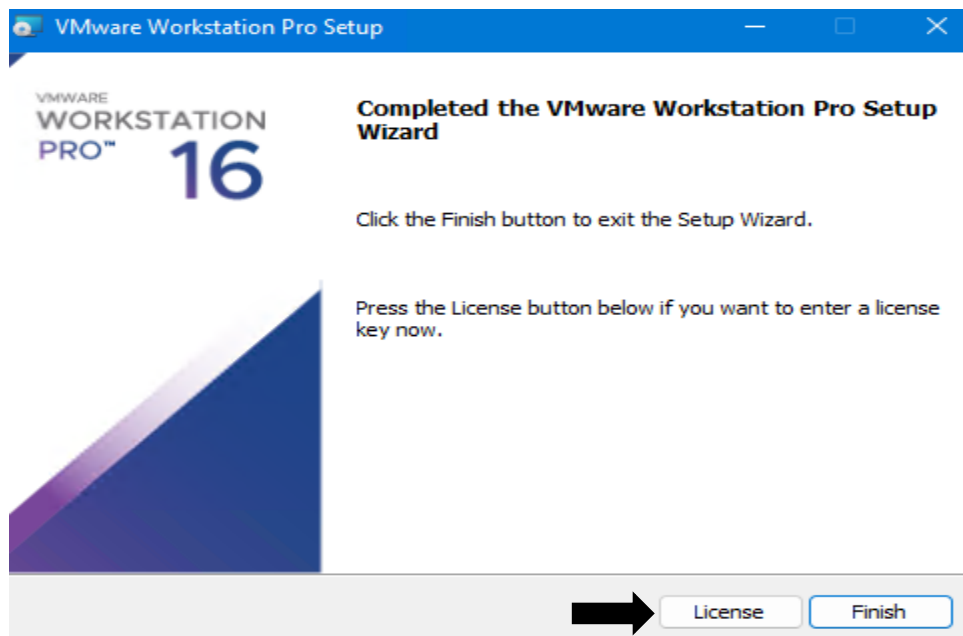 VMware Workstation Pro Setup
VMWARE
WORKSTATION
PRO™ 16
Completed the VMware Workstation Pro Setup
Wizard
Click the Finish button to exit the Setup Wizard.
Press the License button below if you want to enter a license
key now.
License Finish